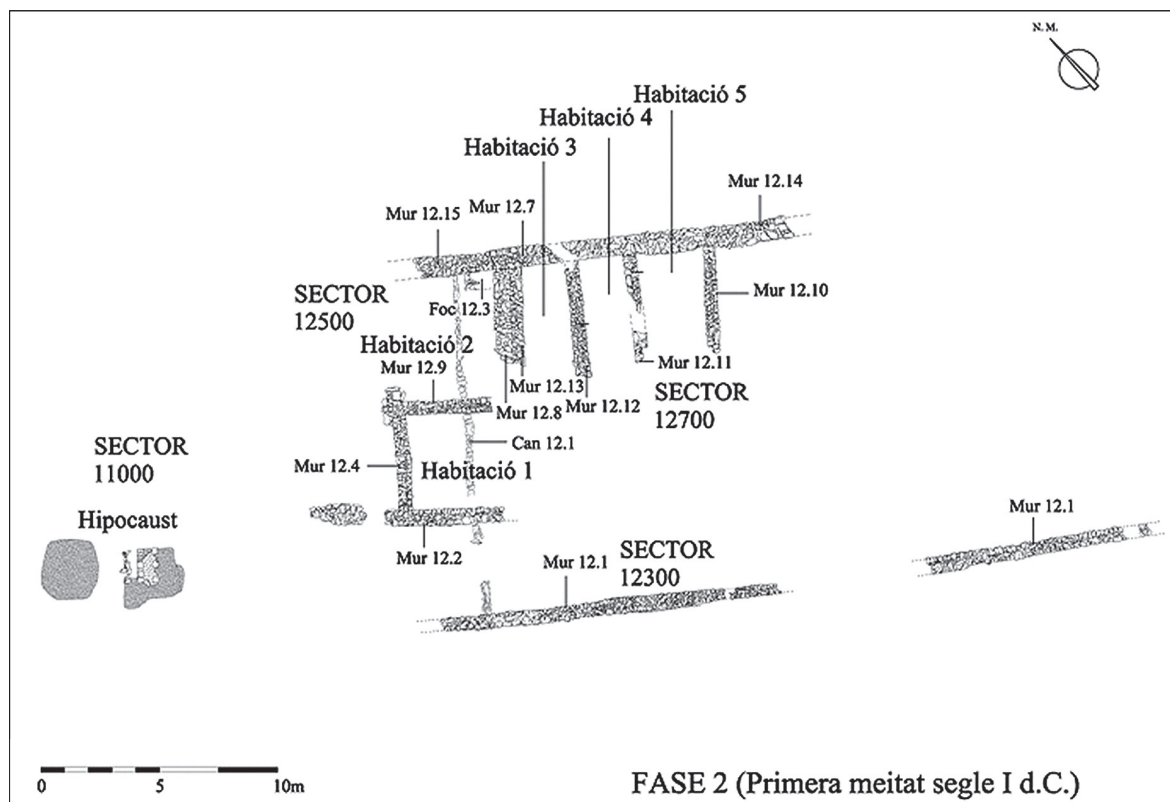 N. M.
Habitació 5
Habitació 4
Habitació 3
Mur 12.14
Mur 12.7
Mur 12.15
SECTOR
12500
Foc 12.3
Mur 12.10
Habitació 2
Mur 12.9
Mur 12.11
Mur 12.13
Mur 12.8
Mur 12.12
SECTOR
12700
Can 12.1
SECTOR
11000
Mur 12.4
Habitació 1
Hipocaust
Mur 12.2
SECTOR
12300
Mur 12.1
Mur 12.1
0
5
10m
FASE 2 (Primera meitat segle I d.C.)